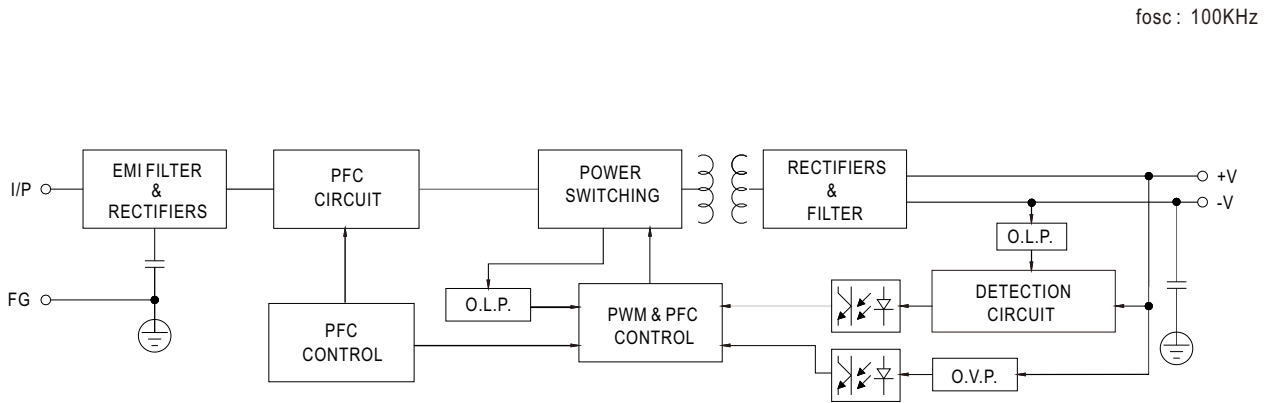 fosc : 100KHz
I/P
EMI FILTER
&
RECTIFIERS
PFC
CIRCUIT
POWER
SWITCHING
RECTIFIERS
&
FILTER
+V
-V
O.L.P.
FG
O.L.P.
PFC
CONTROL
PWM & PFC
CONTROL
DETECTION
CIRCUIT
O.V.P.